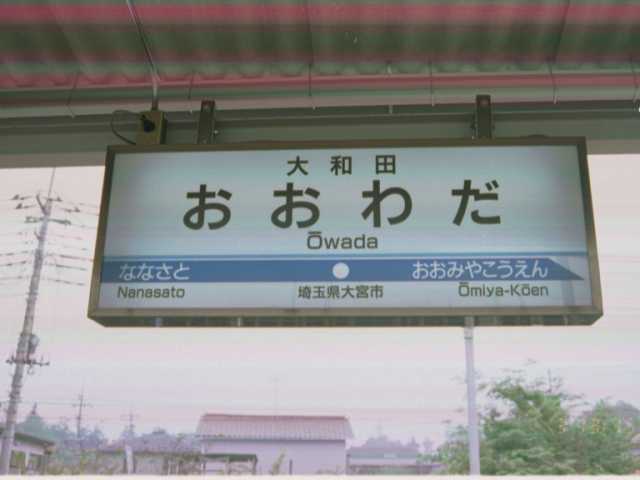 大和田
おおわだ
Ōwada
ななさと おおみやこうえん
Nanasato 埼玉県大宮市 Ōmiya-Kōen